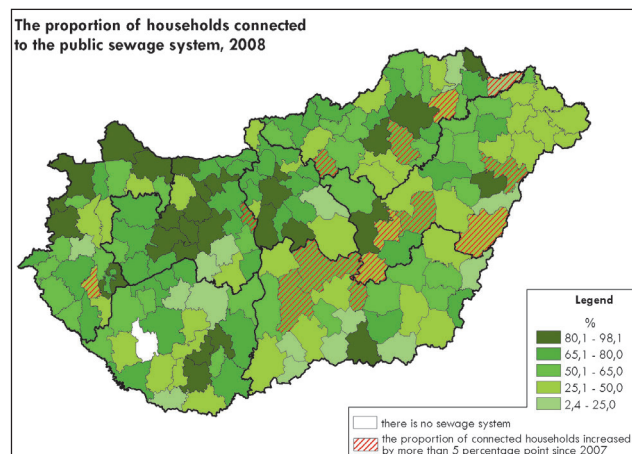 The proportion of households connected
to the public sewage system, 2008
Legend
%
80,1 - 98,1
65,1 - 80,0
50,1 - 65,0
25,1 - 50,0
2,4 - 25,0
there is no sewage system
the proportion of connected households increased
by more than 5 percentage point since 2007